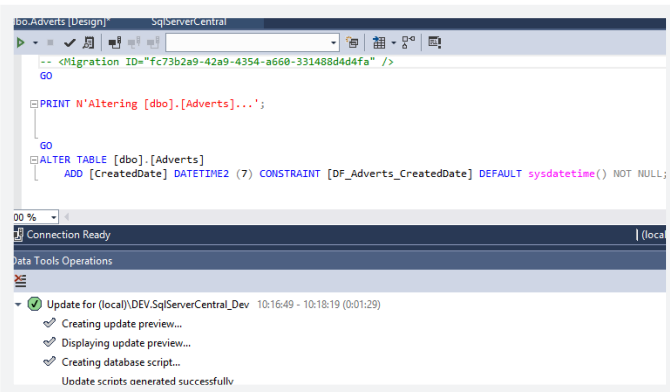 dbo.Adverts [Design]* SqlServerCentral
-- <Migration ID="fc73b2a9-42a9-4354-a660-331488d4d4fa" />
GO
PRINT N'Altering [dbo].[Adverts]...';
GO
ALTER TABLE [dbo].[Adverts]
ADD [CreatedDate] DATETIME2 (7) CONSTRAINT [DF_Adverts_CreatedDate] DEFAULT sysdatetime() NOT NULL;
00 %
Connection Ready (local
Data Tools Operations
Update for (local)\DEV.SqlServerCentral_Dev 10:16:49 - 10:18:19 (0:01:29)
Creating update preview...
Displaying update preview...
Creating database script...
Update scripts generated successfully